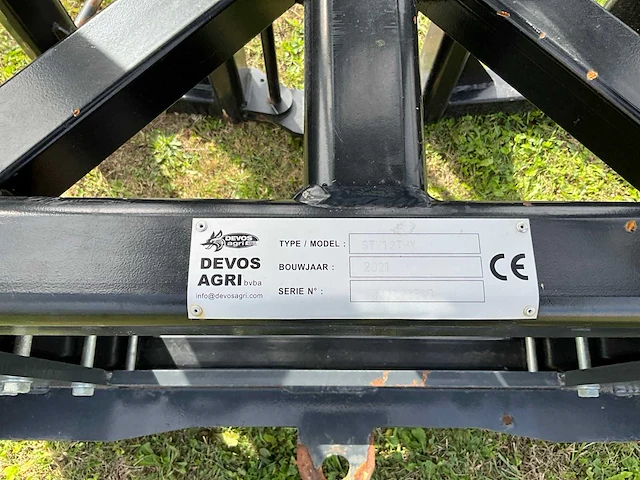 DEVOS
agri
DEVOS
AGRI bvba
info@devosagri.com
TYPE / MODEL :
BOUWJAAR :
SERIE N° :
CE